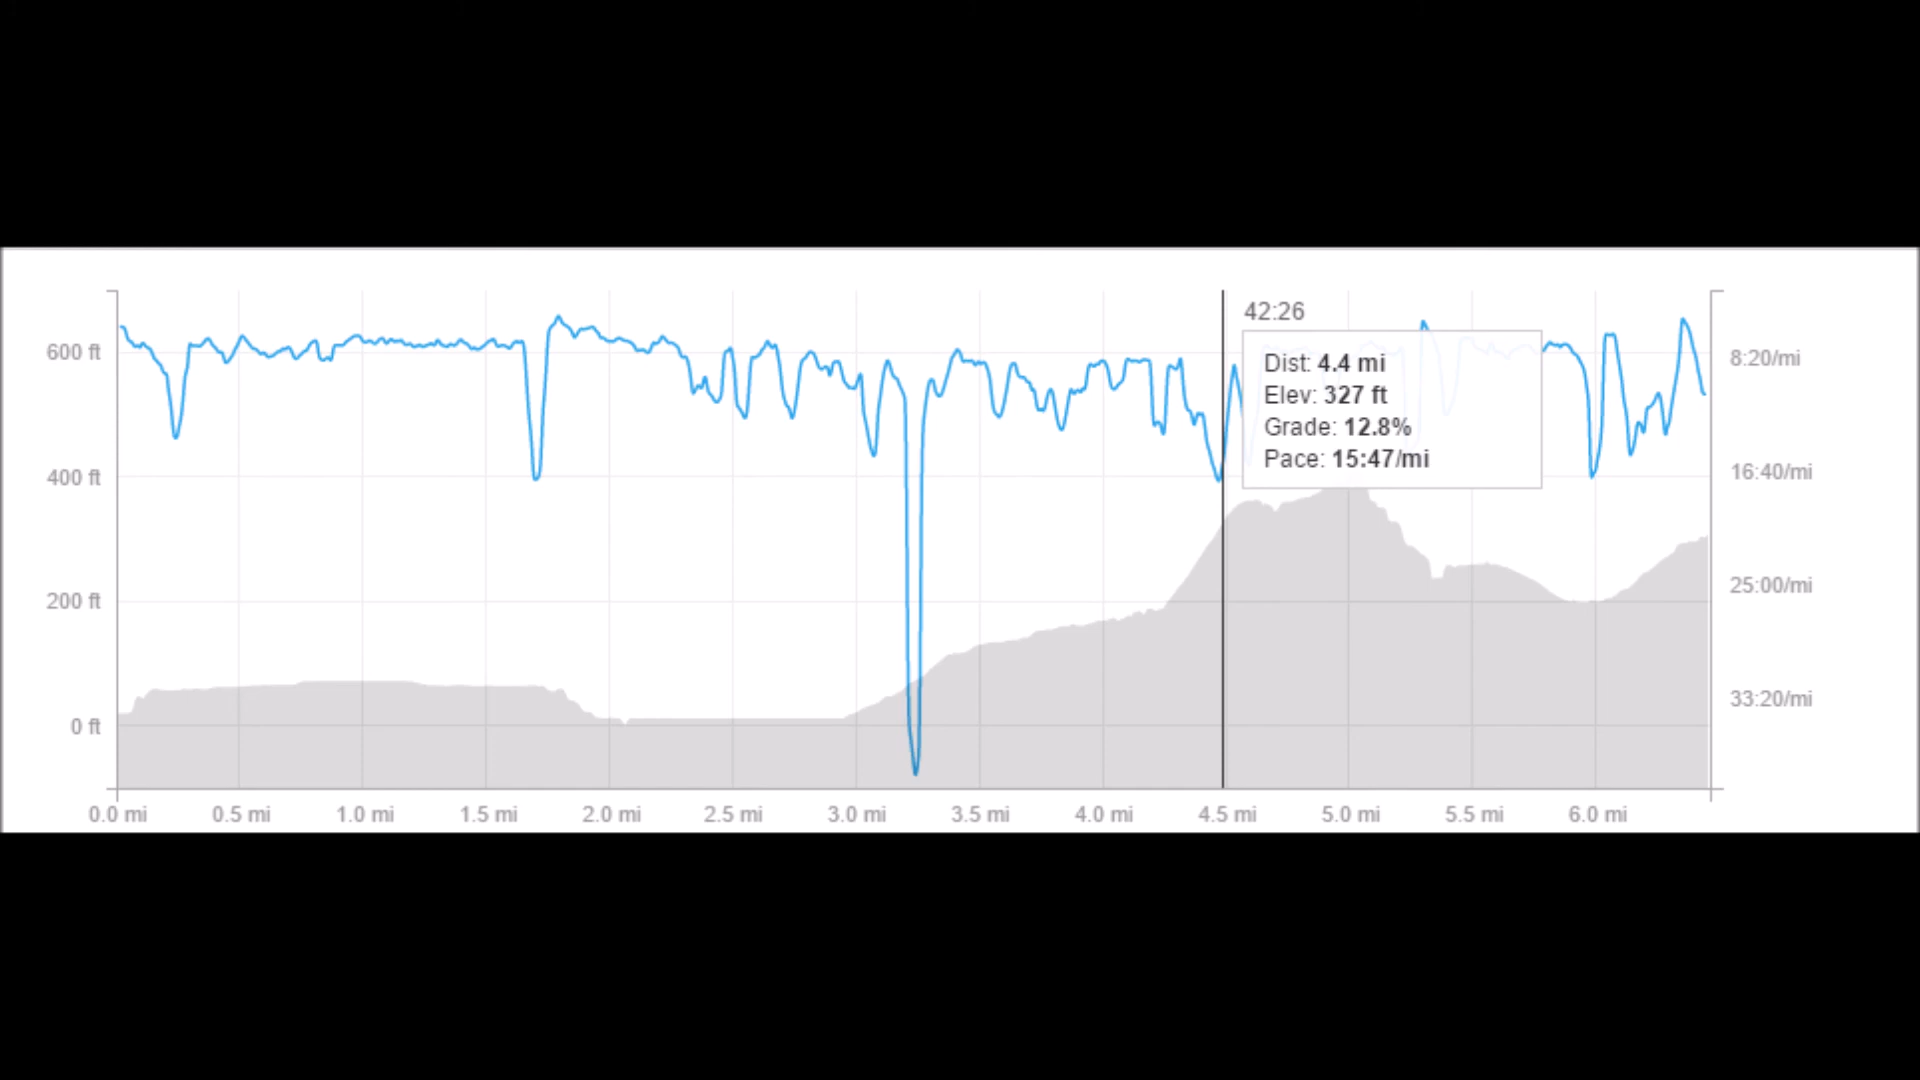 42:26
Dist: 4.4 mi
Elev: 327 ft
Grade: 12.8%
Pace: 15:47/mi
600 ft
400 ft
200 ft
0 ft
8:20/mi
16:40/mi
25:00/mi
33:20/mi
0.0 mi 0.5 mi 1.0 mi 1.5 mi 2.0 mi 2.5 mi 3.0 mi 3.5 mi 4.0 mi 4.5 mi 5.0 mi 5.5 mi 6.0 mi